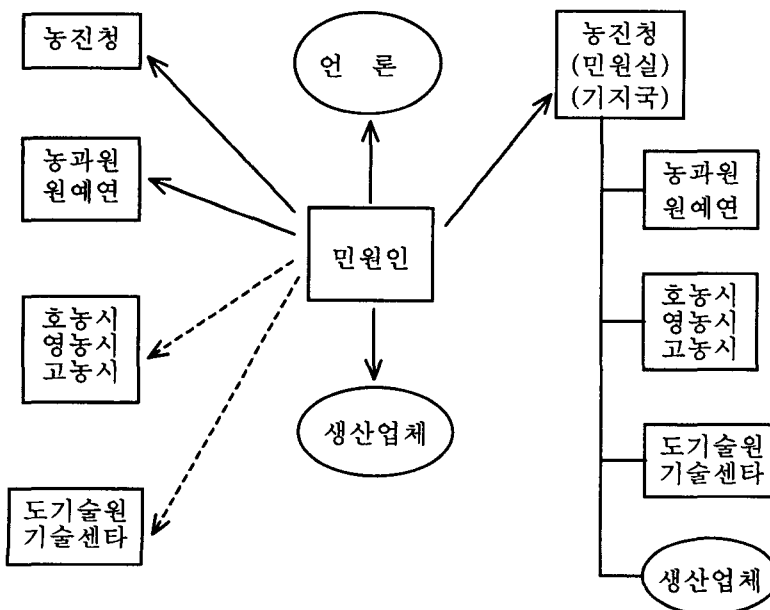 농진청
언 론
농진청
(민원실)
(기지국)
농과원
원예연
농과원
원예연
민원인
호농시
영농시
고농시
호농시
영농시
고농시
생산업체
도기술원
기술센타
도기술원
기술센타
생산업체